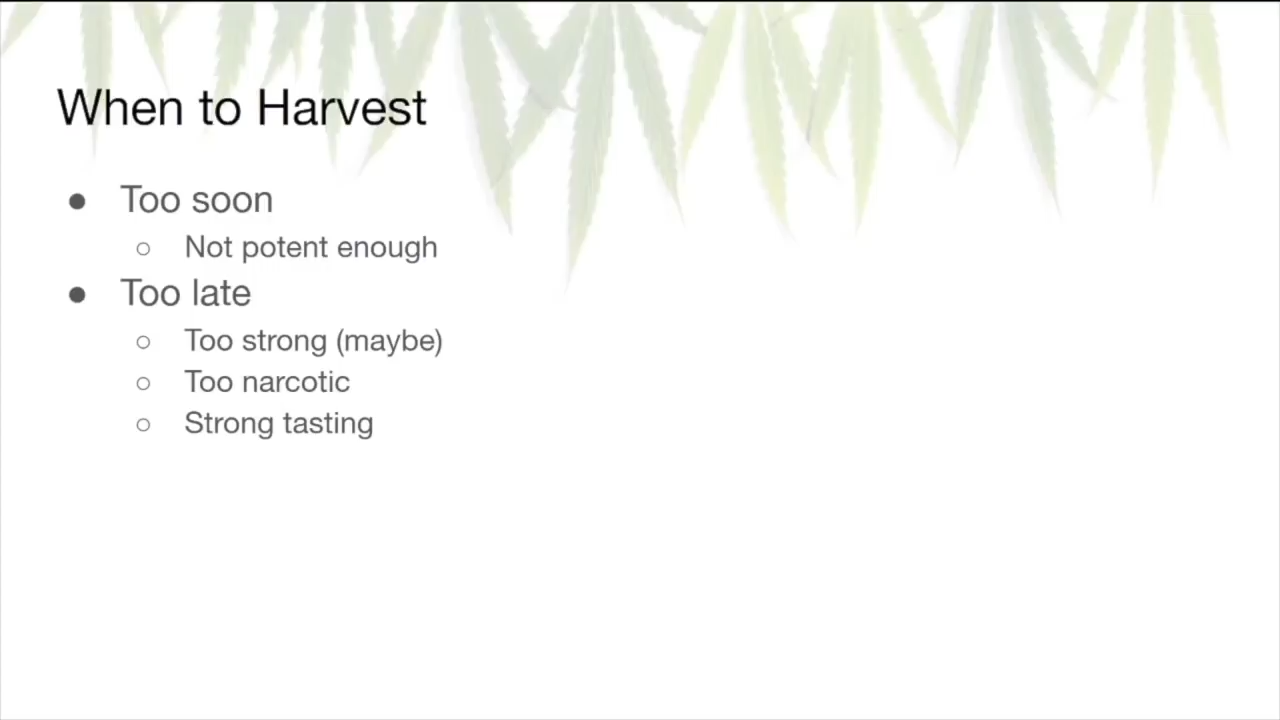 When to Harvest
● Too soon
○ Not potent enough
● Too late
○ Too strong (maybe)
○ Too narcotic
○ Strong tasting